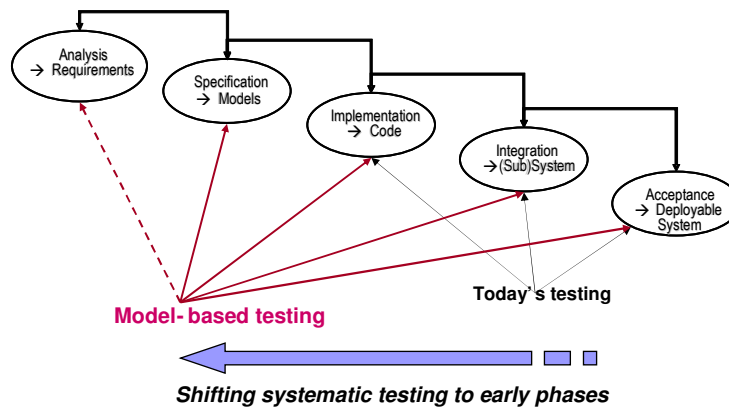 Analysis
→ Requirements
Specification
→ Models
Implementation
→ Code
Integration
→(Sub)System
Acceptance
→ Deployable
System
Today's testing
Model- based testing
Shifting systematic testing to early phases